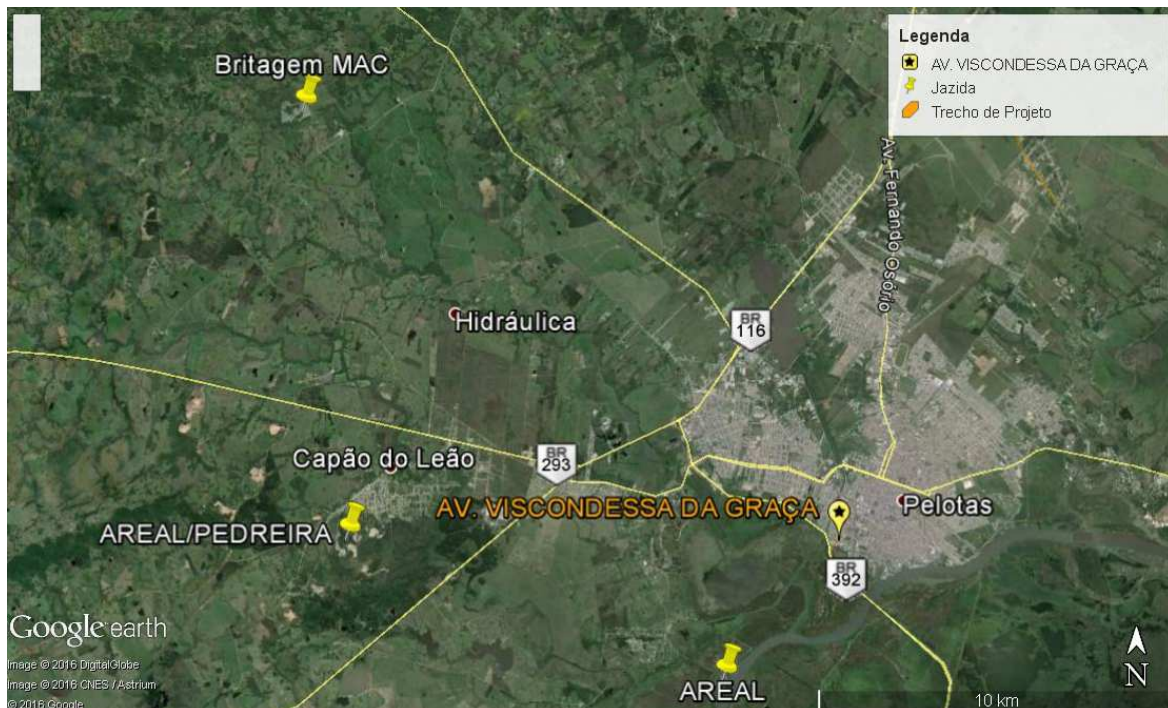 Britagem MAC
Legenda
AV. VISCONDESSA DA GRAÇA
Jazida
Trecho de Projeto
Av. Fernando Osório
Hidráulica
BR
116
Capão do Leão
BR
293
AV. VISCONDESSA DA GRAÇA
Pelotas
AREAL/PEDREIRA
BR
392
Google earth
Image © 2016 DigitalGlobe
Image © 2016 CNES / Astrium
© 2016 Google
AREAL
10 km
N